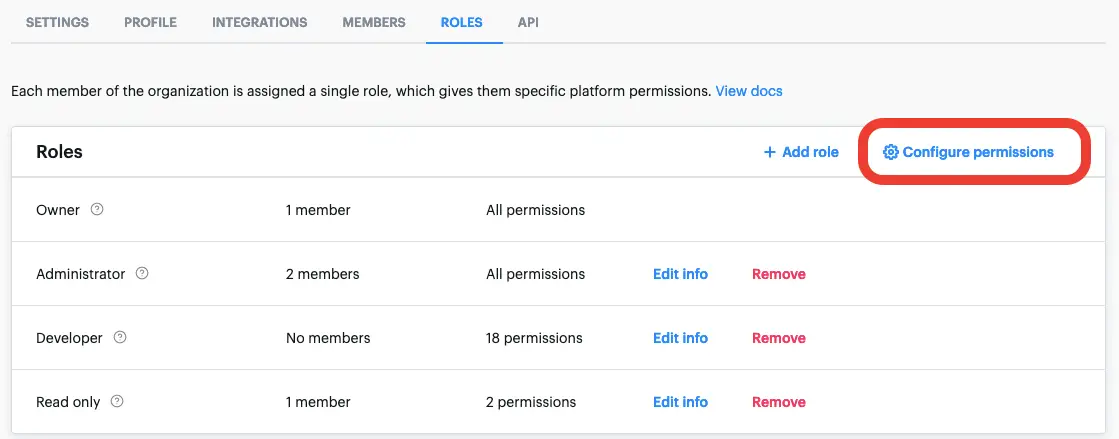 SETTINGS PROFILE INTEGRATIONS MEMBERS ROLES API
Each member of the organization is assigned a single role, which gives them specific platform permissions. View docs
Roles + Add role Configure permissions
Owner ? 1 member All permissions
Administrator ? 2 members All permissions Edit info Remove
Developer ? No members 18 permissions Edit info Remove
Read only ? 1 member 2 permissions Edit info Remove